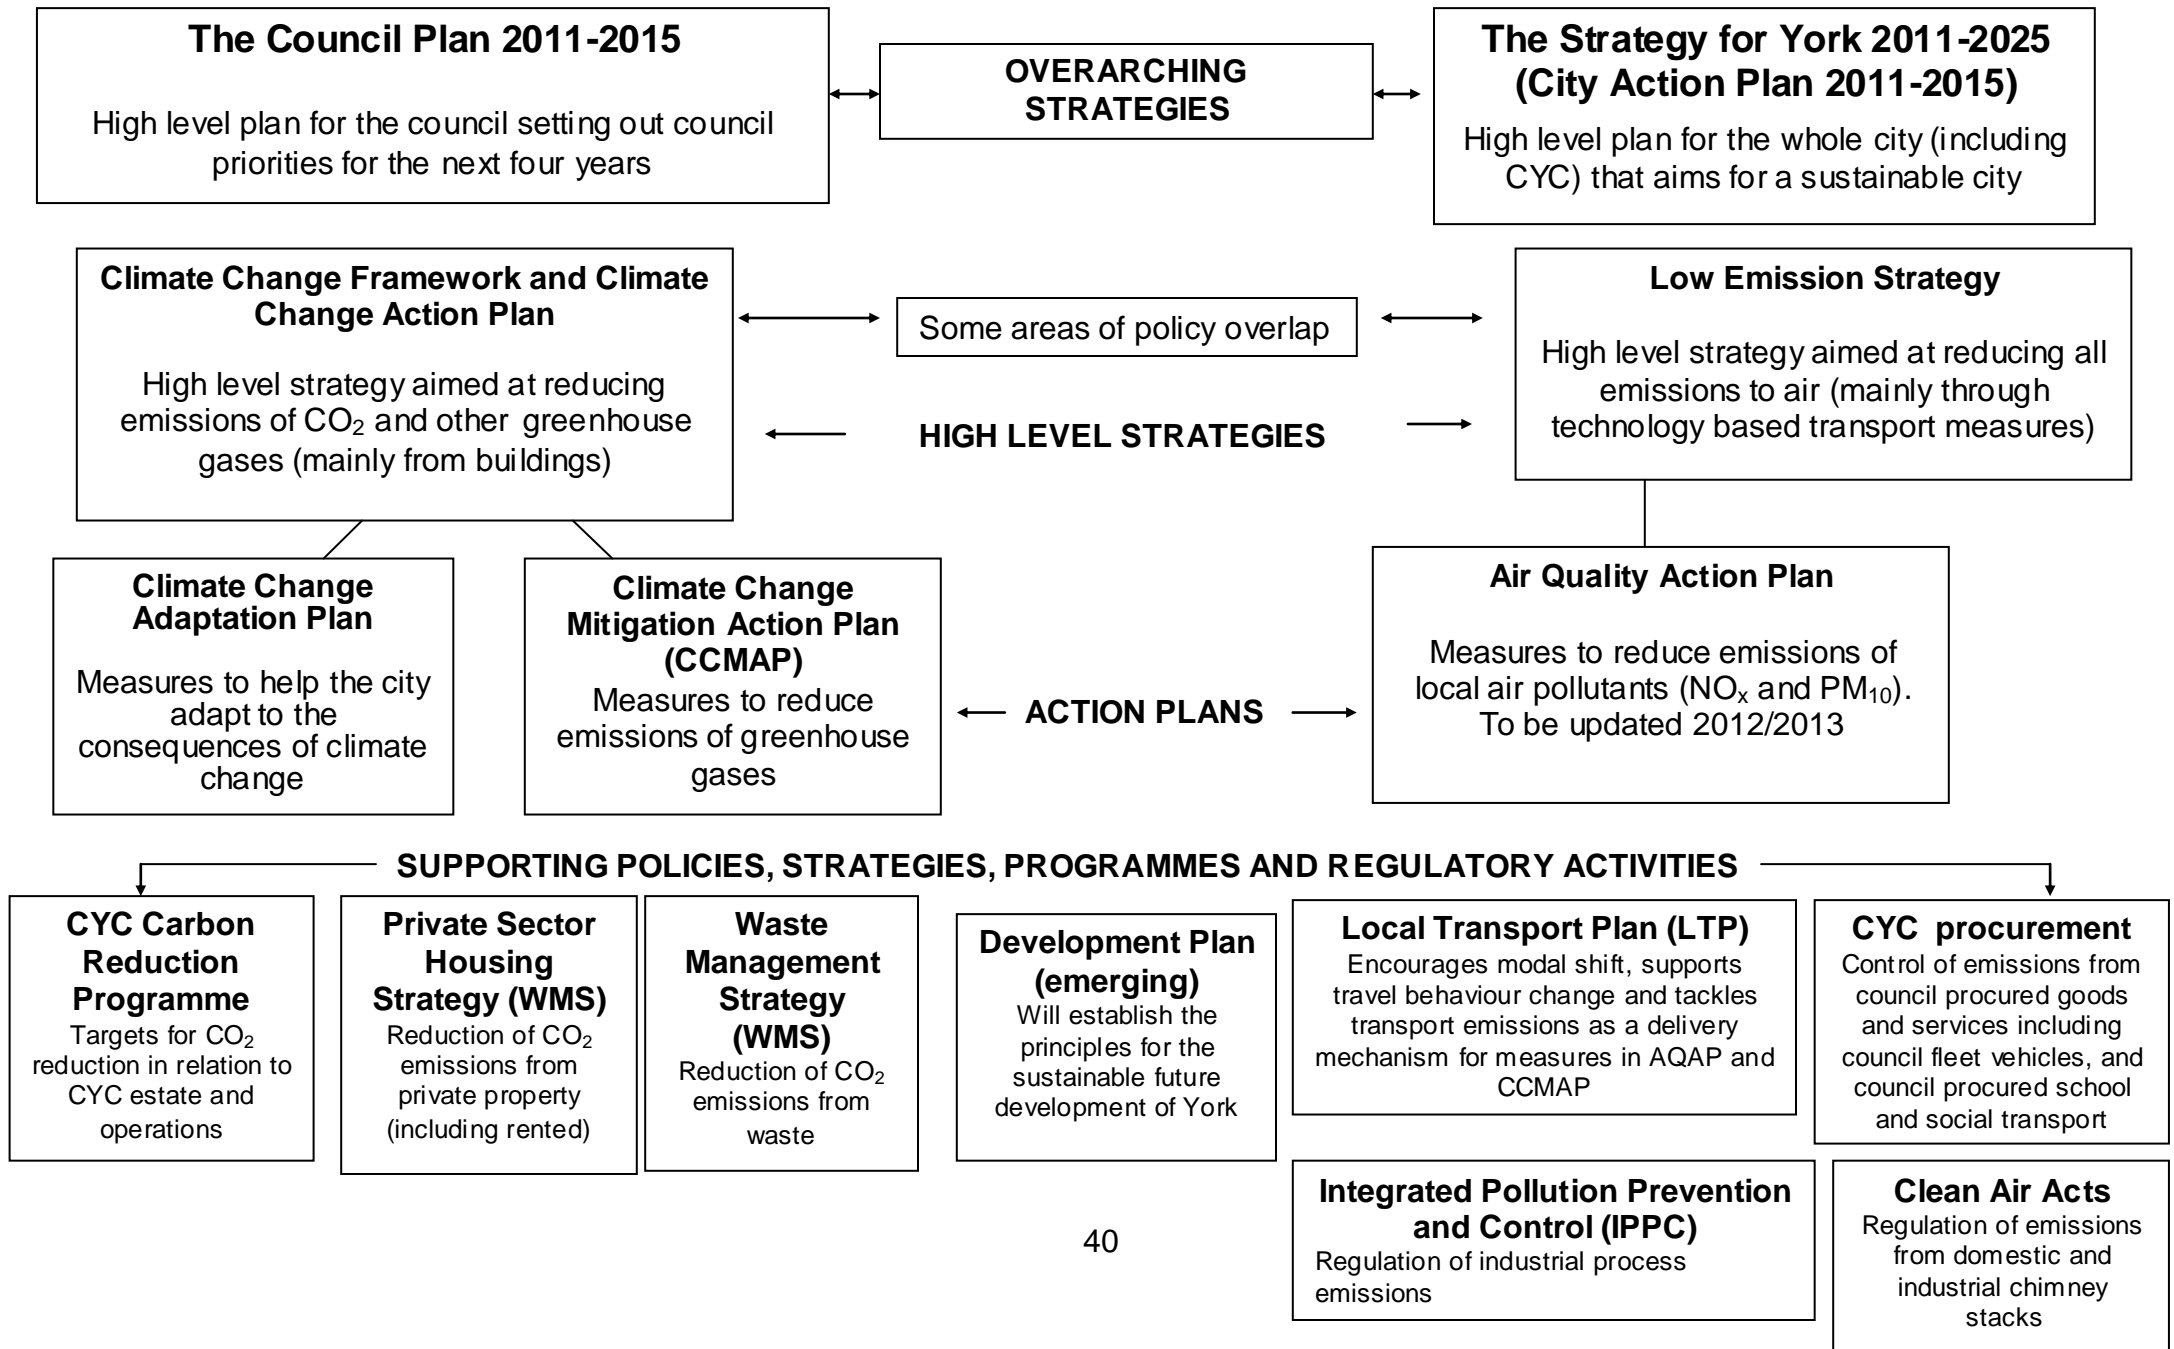 The Council Plan 2011-2015
High level plan for the council setting out council
priorities for the next four years
OVERARCHING
STRATEGIES
The Strategy for York 2011-2025
(City Action Plan 2011-2015)
High level plan for the whole city (including
CYC) that aims for a sustainable city
Climate Change Framework and Climate
Change Action Plan
High level strategy aimed at reducing
emissions of CO₂ and other greenhouse
gases (mainly from buildings)
Some areas of policy overlap
HIGH LEVEL STRATEGIES
Low Emission Strategy
High level strategy aimed at reducing all
emissions to air (mainly through
technology based transport measures)
Climate Change
Adaptation Plan
Measures to help the city
adapt to the
consequences of climate
change
Climate Change
Mitigation Action Plan
(CCMAP)
Measures to reduce
emissions of greenhouse
gases
ACTION PLANS
Air Quality Action Plan
Measures to reduce emissions of
local air pollutants (NOₓ and PM₁₀).
To be updated 2012/2013
SUPPORTING POLICIES, STRATEGIES, PROGRAMMES AND REGULATORY ACTIVITIES
CYC Carbon
Reduction
Programme
Targets for CO₂
reduction in relation to
CYC estate and
operations
Private Sector
Housing
Strategy (WMS)
Reduction of CO₂
emissions from
private property
(including rented)
Waste
Management
Strategy
(WMS)
Reduction of CO₂
emissions from
waste
Development Plan
(emerging)
Will establish the
principles for the
sustainable future
development of York
Local Transport Plan (LTP)
Encourages modal shift, supports
travel behaviour change and tackles
transport emissions as a delivery
mechanism for measures in AQAP and
CCMAP
CYC procurement
Control of emissions from
council procured goods
and services including
council fleet vehicles, and
council procured school
and social transport
Integrated Pollution Prevention
and Control (IPPC)
Regulation of industrial process
emissions
Clean Air Acts
Regulation of emissions
from domestic and
industrial chimney
stacks
40